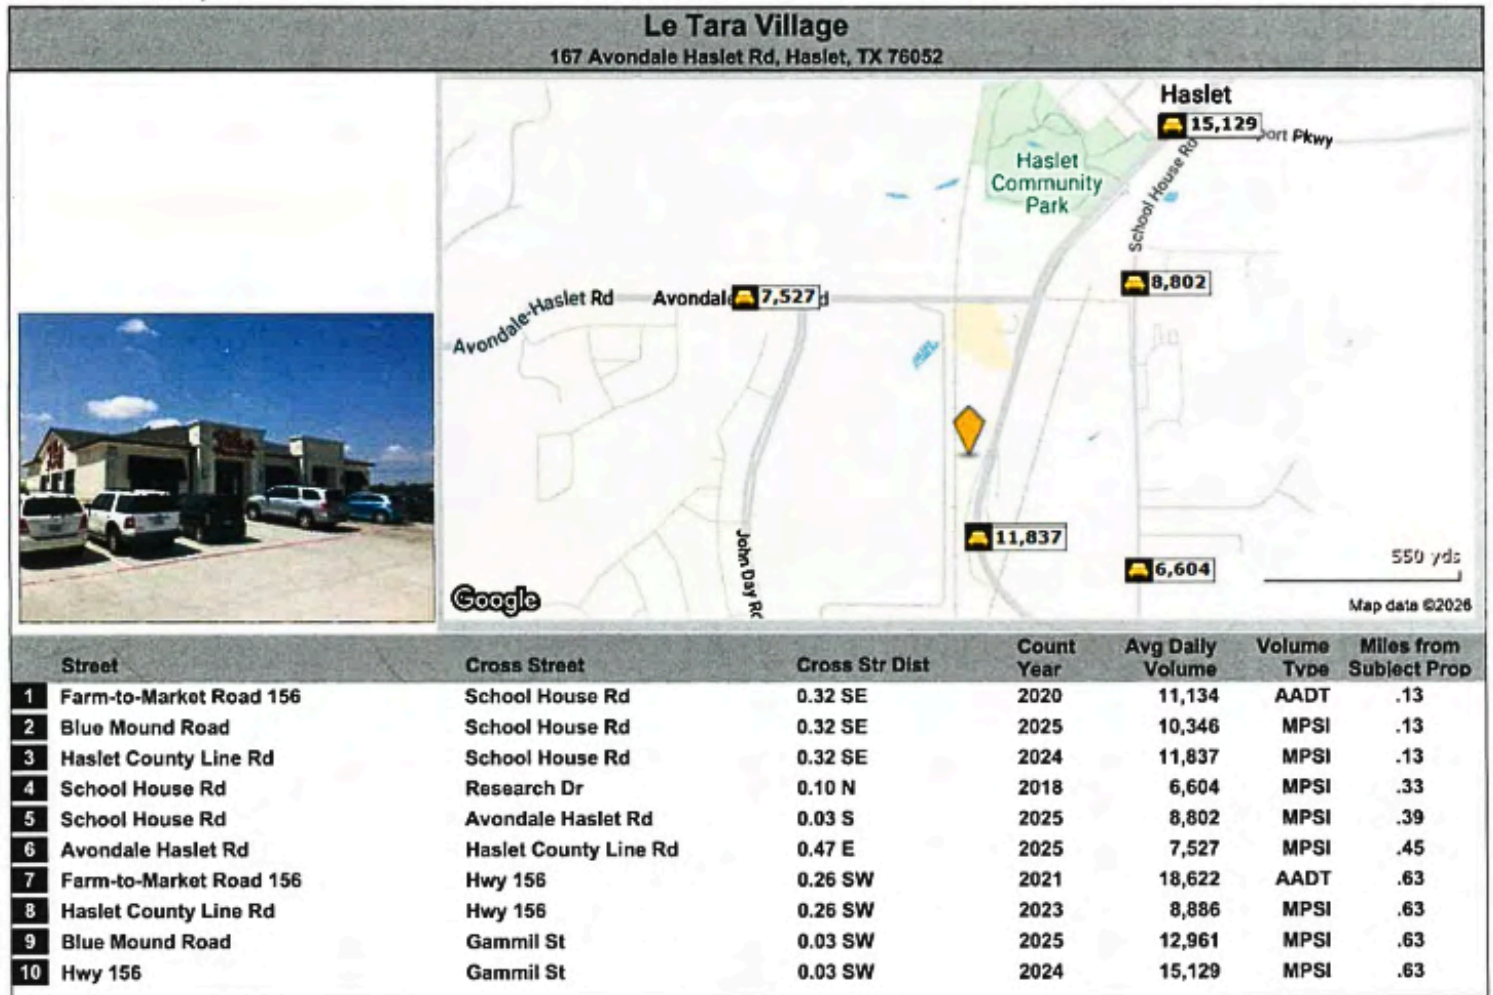 Le Tara Village
167 Avondale Haslet Rd, Haslet, TX 76052
Haslet
15,129
port Pkwy
School House Rd
Haslet
Community
Park
8,802
Avondale-Haslet Rd
Avondal 7,527 d
11,837
6,604
John Day Rd
550 yds
Google
Map data ©2026
Street Cross Street Cross Str Dist Count Year Avg Daily Volume Volume Type Miles from Subject Prop
1 Farm-to-Market Road 156 School House Rd 0.32 SE 2020 11,134 AADT .13
2 Blue Mound Road School House Rd 0.32 SE 2025 10,346 MPSI .13
3 Haslet County Line Rd School House Rd 0.32 SE 2024 11,837 MPSI .13
4 School House Rd Research Dr 0.10 N 2018 6,604 MPSI .33
5 School House Rd Avondale Haslet Rd 0.03 S 2025 8,802 MPSI .39
6 Avondale Haslet Rd Haslet County Line Rd 0.47 E 2025 7,527 MPSI .45
7 Farm-to-Market Road 156 Hwy 156 0.26 SW 2021 18,622 AADT .63
8 Haslet County Line Rd Hwy 156 0.26 SW 2023 8,886 MPSI .63
9 Blue Mound Road Gammil St 0.03 SW 2025 12,961 MPSI .63
10 Hwy 156 Gammil St 0.03 SW 2024 15,129 MPSI .63